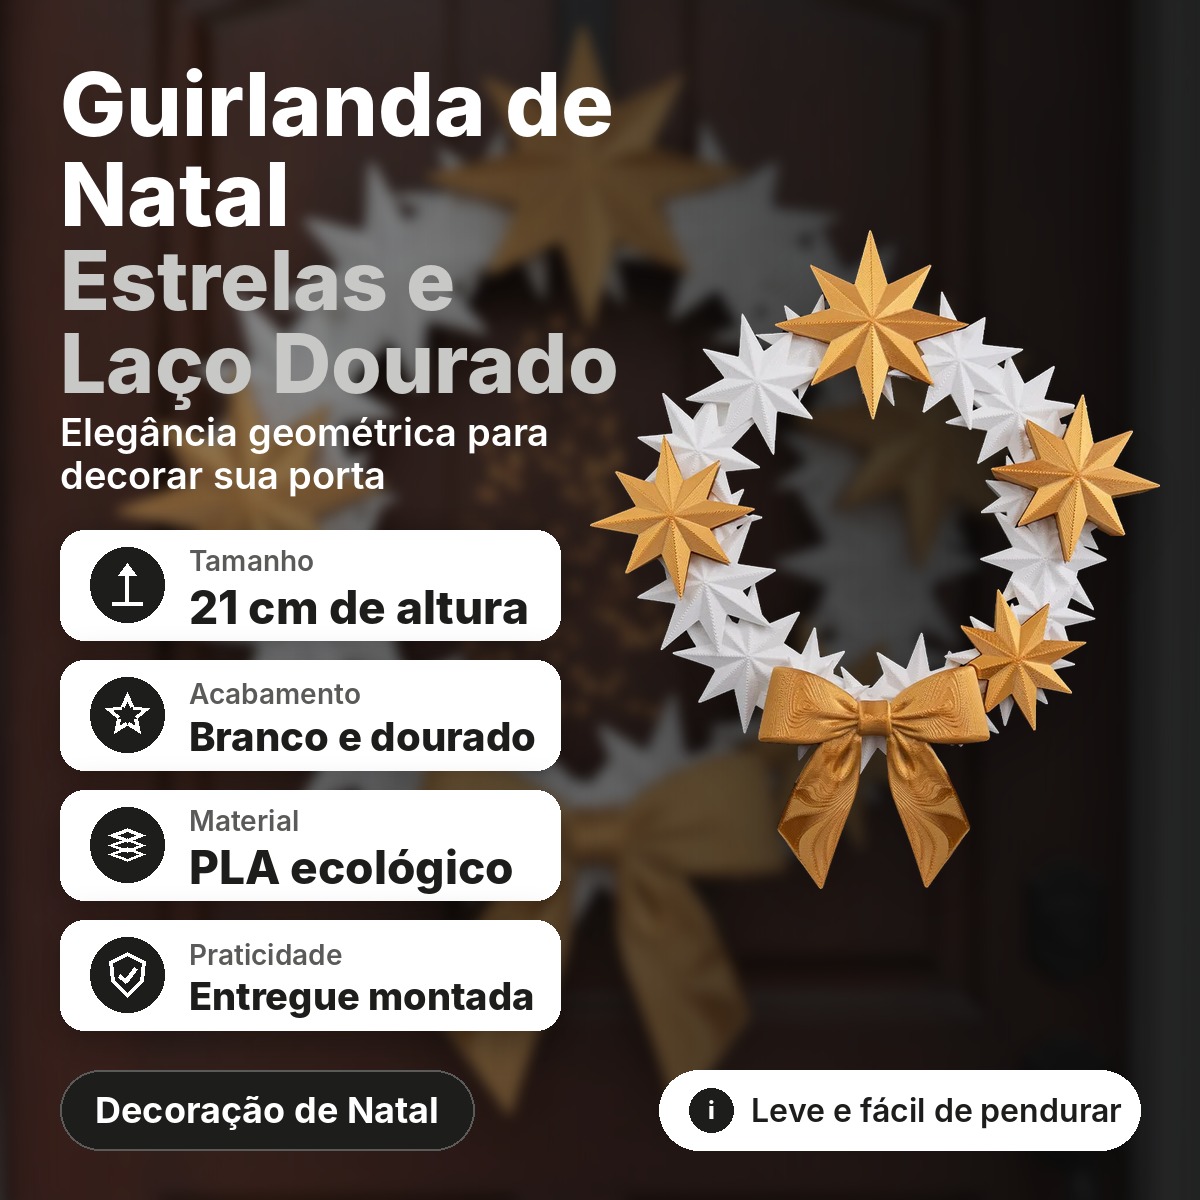 Guirlanda de
Natal
Estrelas e
Laço Dourado
Elegância geométrica para
decorar sua porta
Tamanho
21 cm de altura
Acabamento
Branco e dourado
Material
PLA ecológico
Praticidade
Entregue montada
Decoração de Natal
i Leve e fácil de pendurar